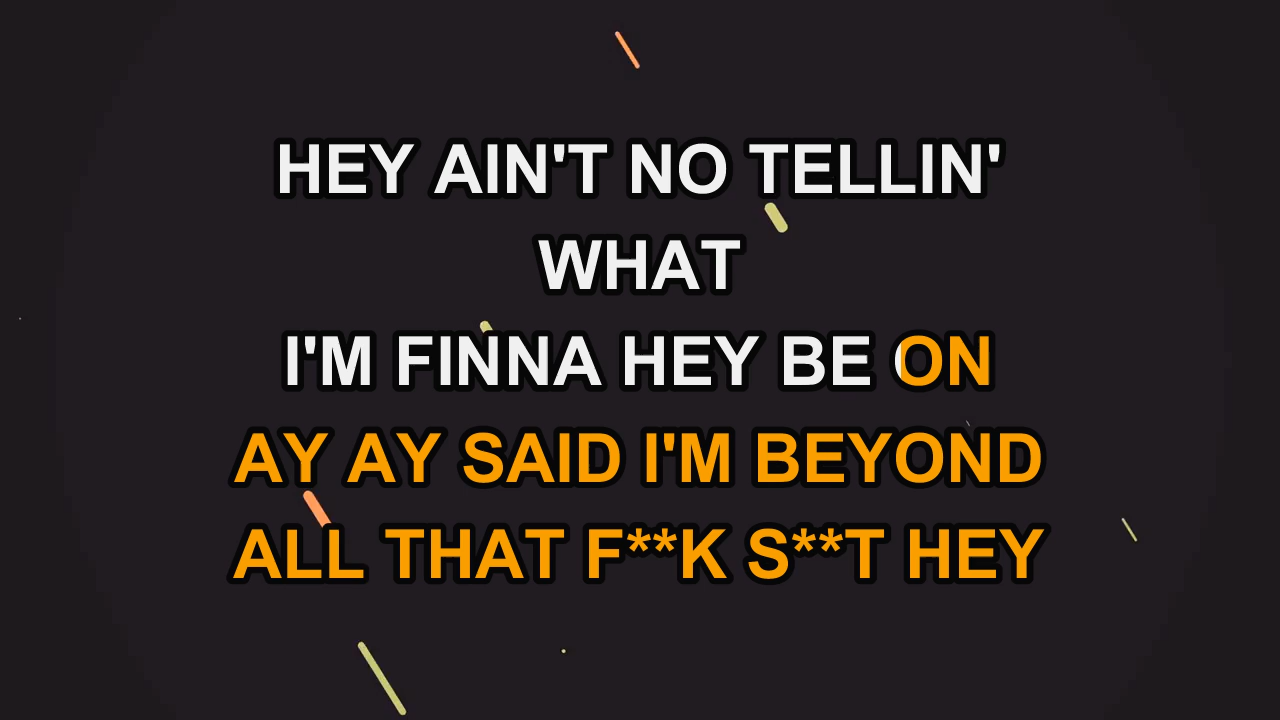 HEY AIN'T NO TELLIN'
WHAT
I'M FINNA HEY BE ON
AY AY SAID I'M BEYOND
ALL THAT F**K S**T HEY